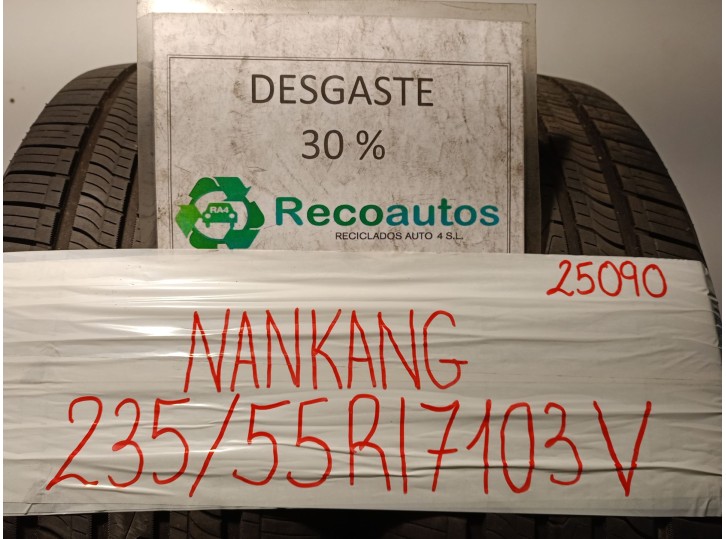 DESGASTE
30 %
RA4
Recoautos
RECICLADOS AUTO 4 S.L.
25090
NANKANG
235/55R17103V